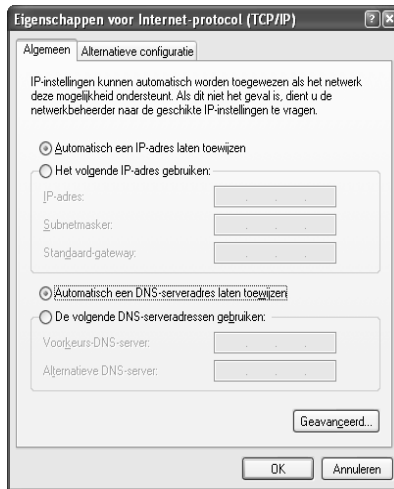 Eigenschappen voor Internet-protocol (TCP/IP)
Algemeen
Alternatieve configuratie
IP-instellingen kunnen automatisch worden toegewezen als het netwerk
deze mogelijkheid ondersteunt. Als dit niet het geval is, dient u de
netwerkbeheerder naar de geschikte IP-instellingen te vragen.
Automatisch een IP-adres laten toewijzen
Het volgende IP-adres gebruiken:
IP-adres:
Subnetmasker:
Standaard-gateway:
Automatisch een DNS-serveradres laten toewijzen
De volgende DNS-serveradressen gebruiken:
Voorkeurs-DNS-server:
Alternatieve DNS-server:
Geavanceerd...
OK
Annuleren